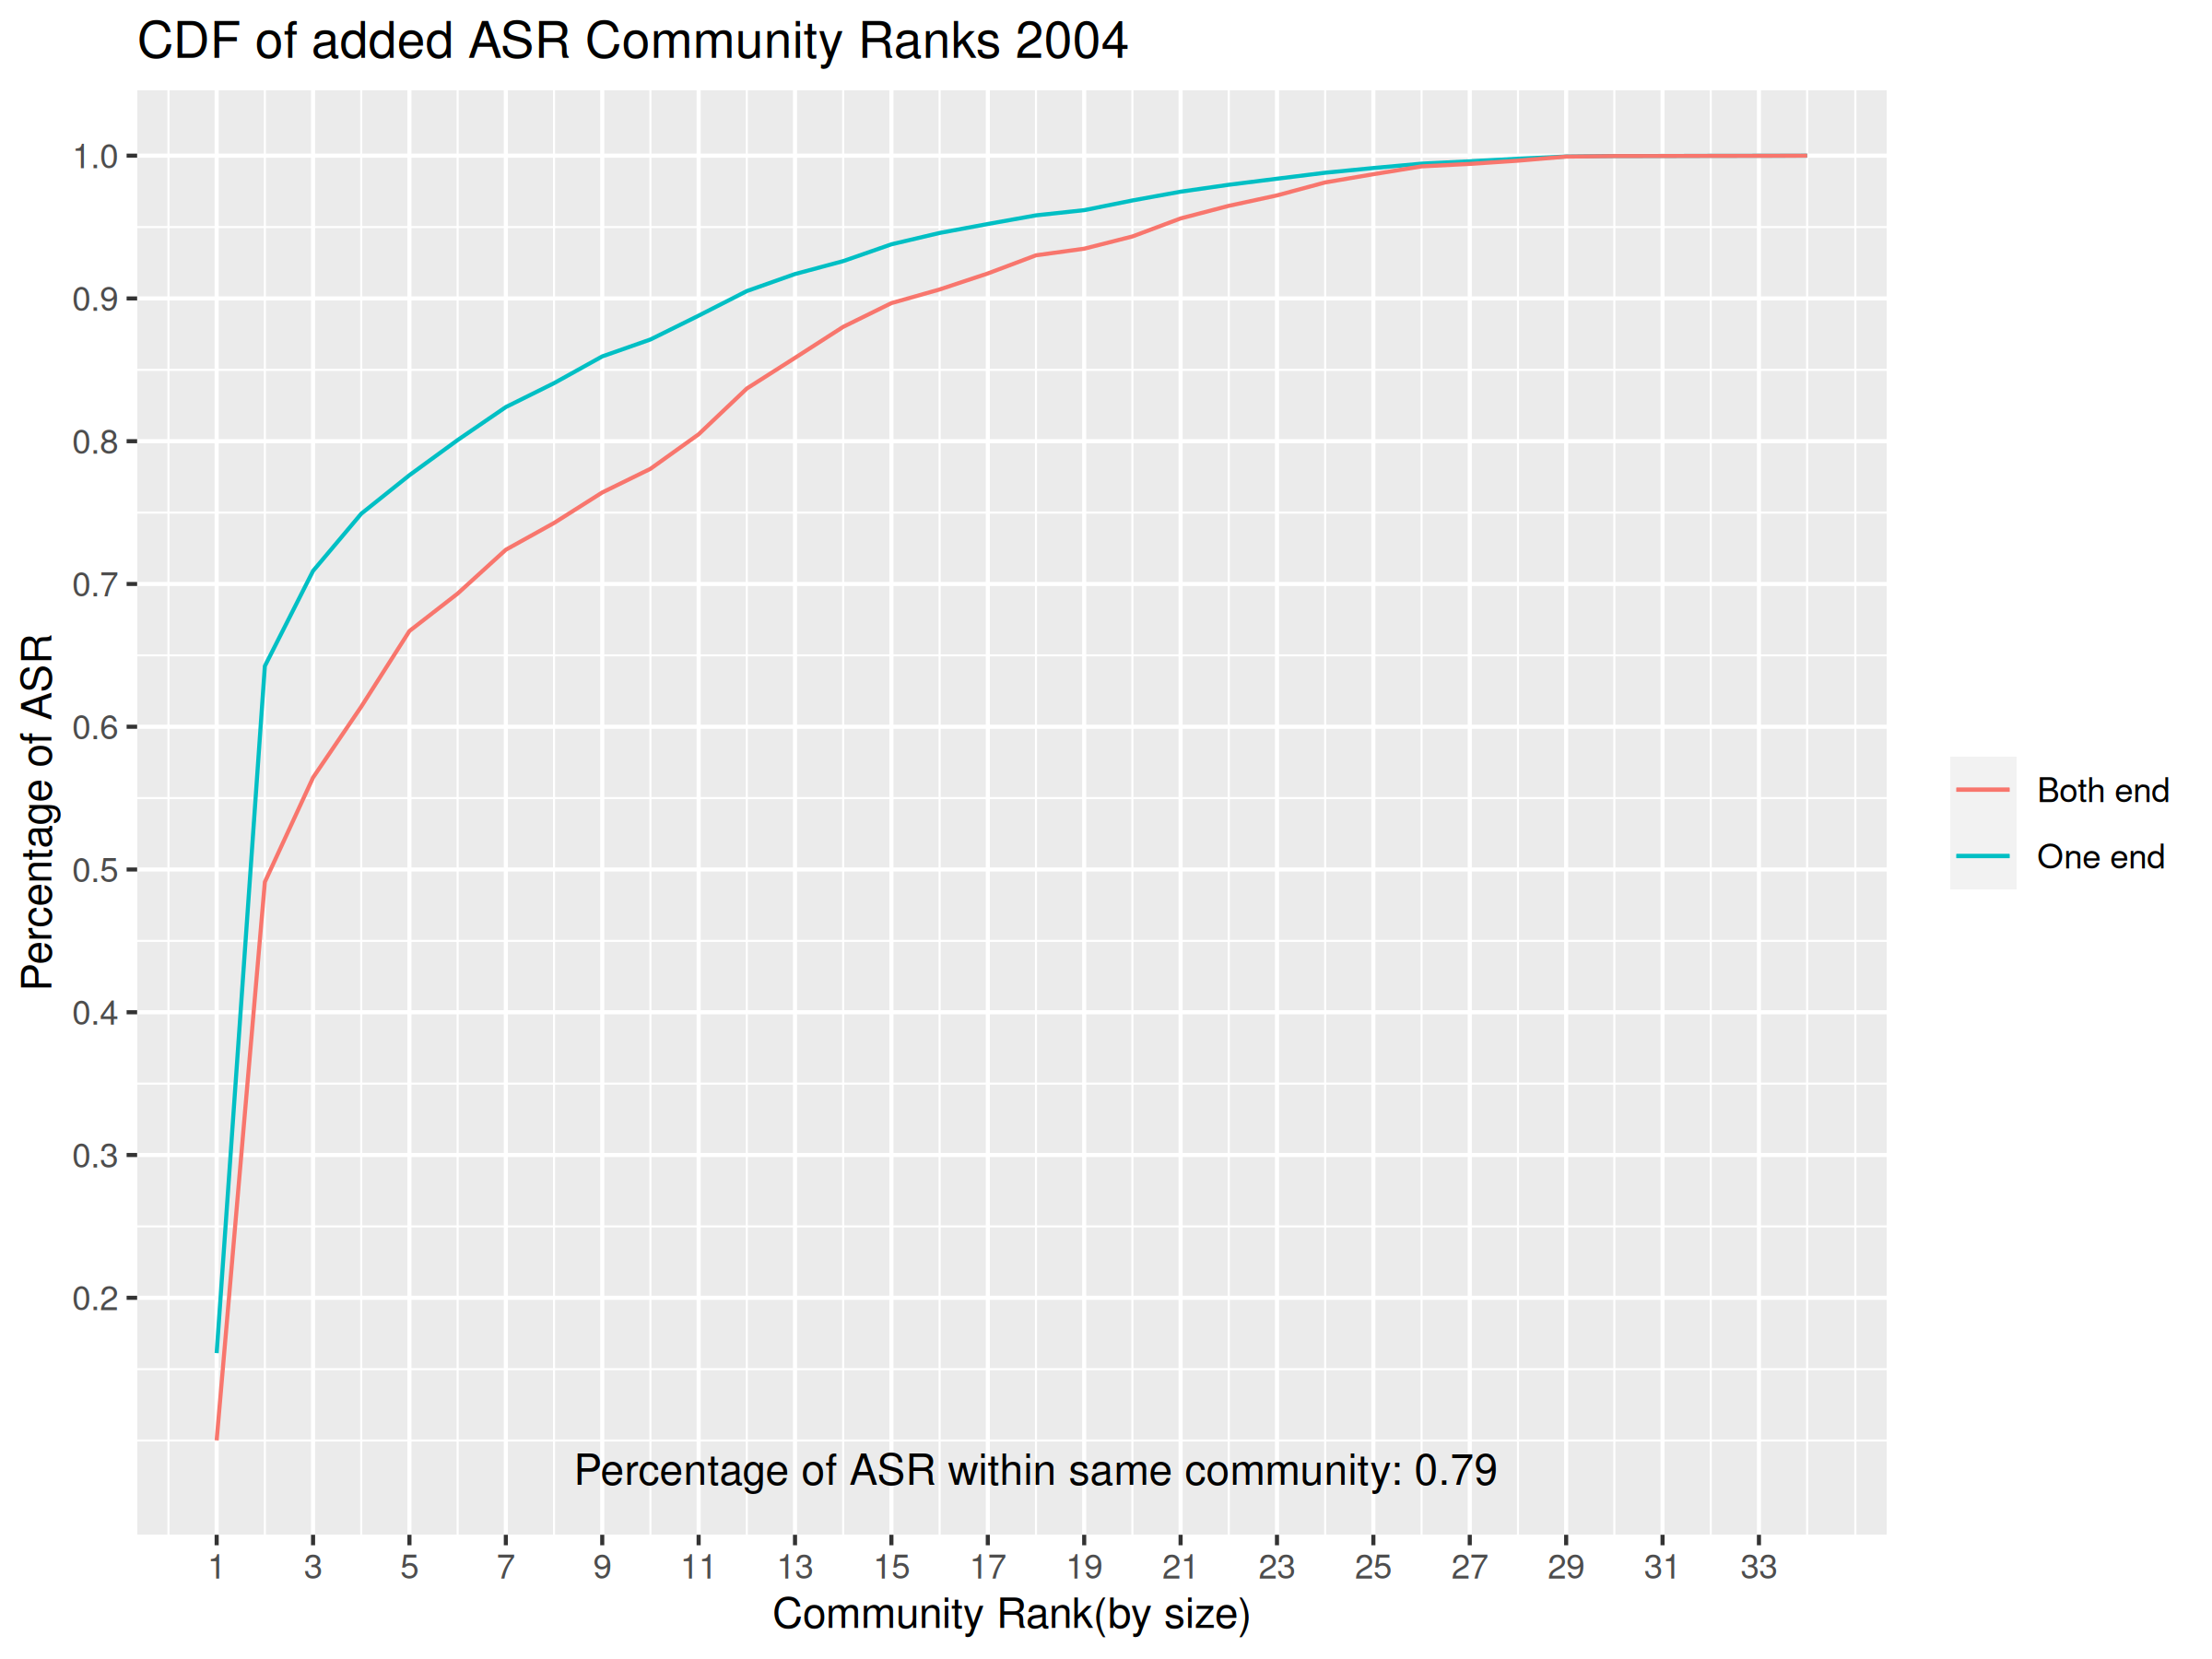 CDF of added ASR Community Ranks 2004
Percentage of ASR
1.0
0.9
0.8
0.7
0.6
0.5
0.4
0.3
0.2
Percentage of ASR within same community: 0.79
1 3 5 7 9 11 13 15 17 19 21 23 25 27 29 31 33
Community Rank(by size)
Both end
One end